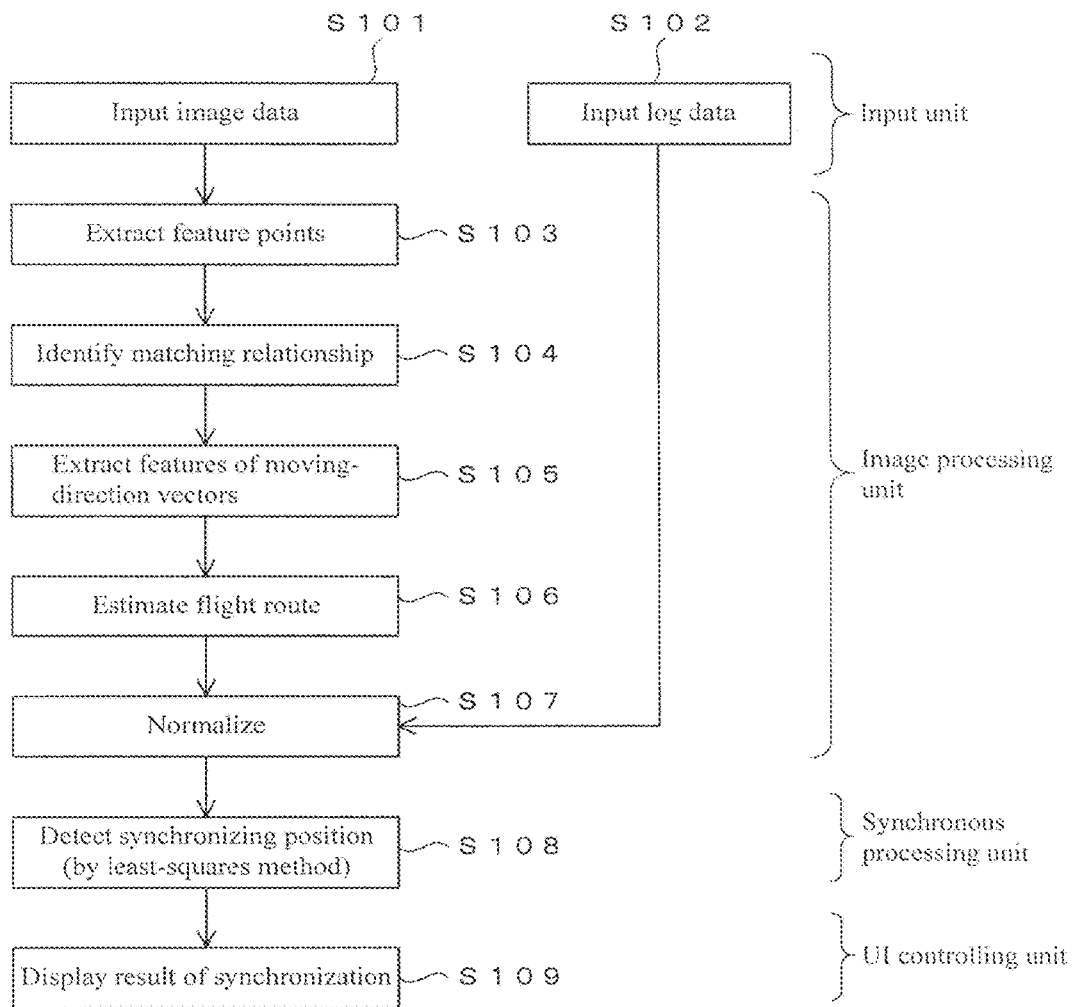 S101
S102
Input image data
Input log data
Input unit
Extract feature points
S103
Identify matching relationship
S104
Extract features of moving-
direction vectors
S105
Image processing
unit
Estimate flight route
S106
Normalize
S107
Detect synchronizing position
(by least-squares method)
S108
Synchronous
processing unit
Display result of synchronization
S109
UI controlling unit